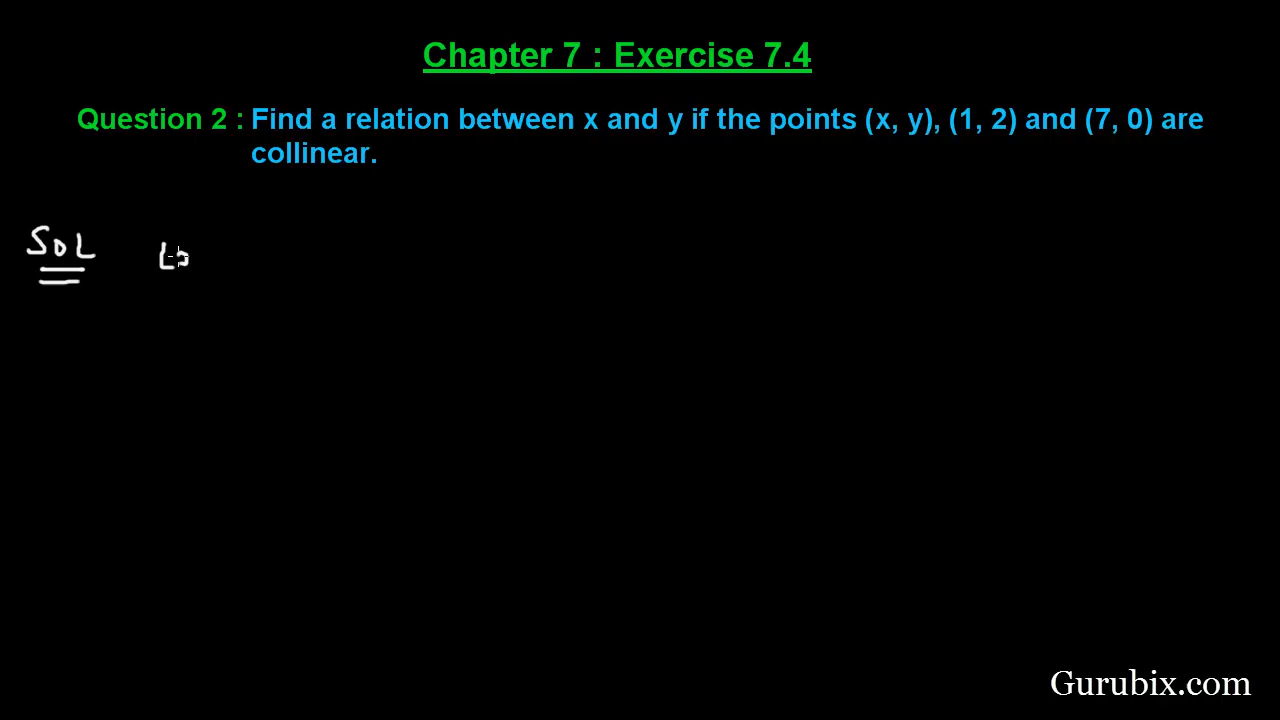 Chapter 7 : Exercise 7.4
Question 2 : Find a relation between x and y if the points (x, y), (1, 2) and (7, 0) are
collinear.
SOL
Gurubix.com